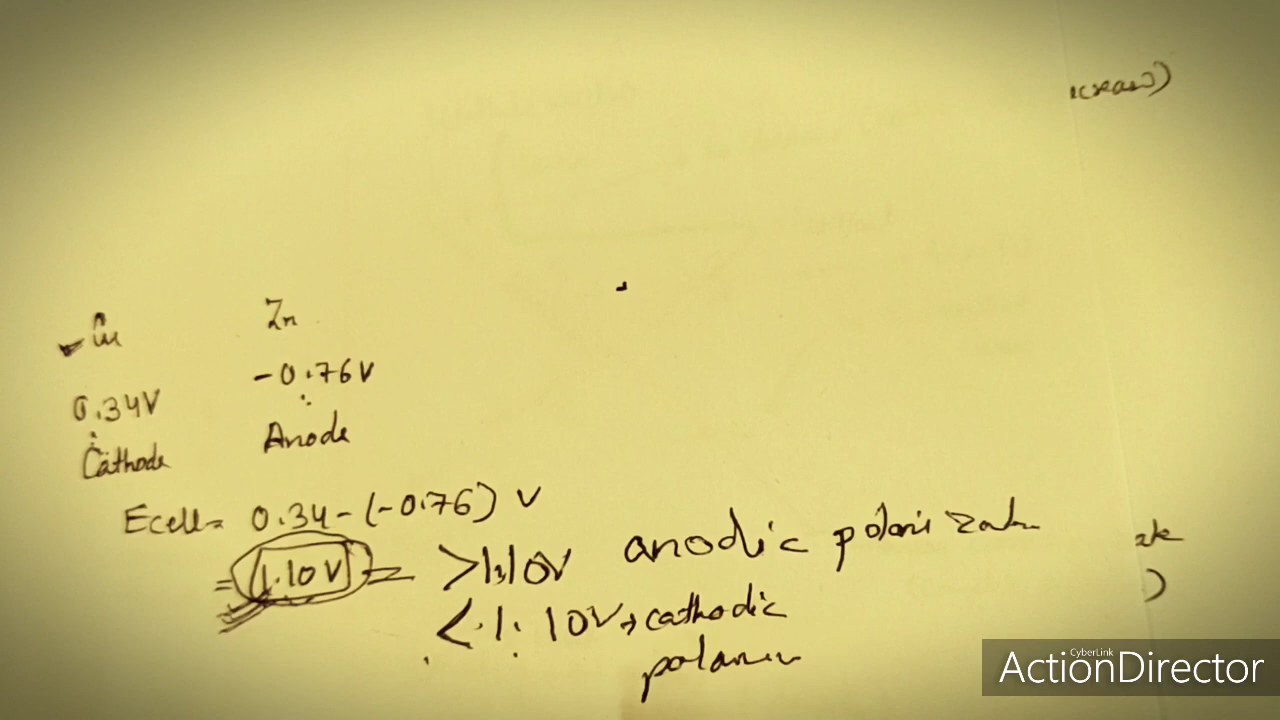 Cu Zn
0.34V -0.76V
Cathode Anode
Ecell= 0.34-(-0.76) V
= 1.10V = >1.10V anodic
<1.10V→cathodic
CyberLink
ActionDirector